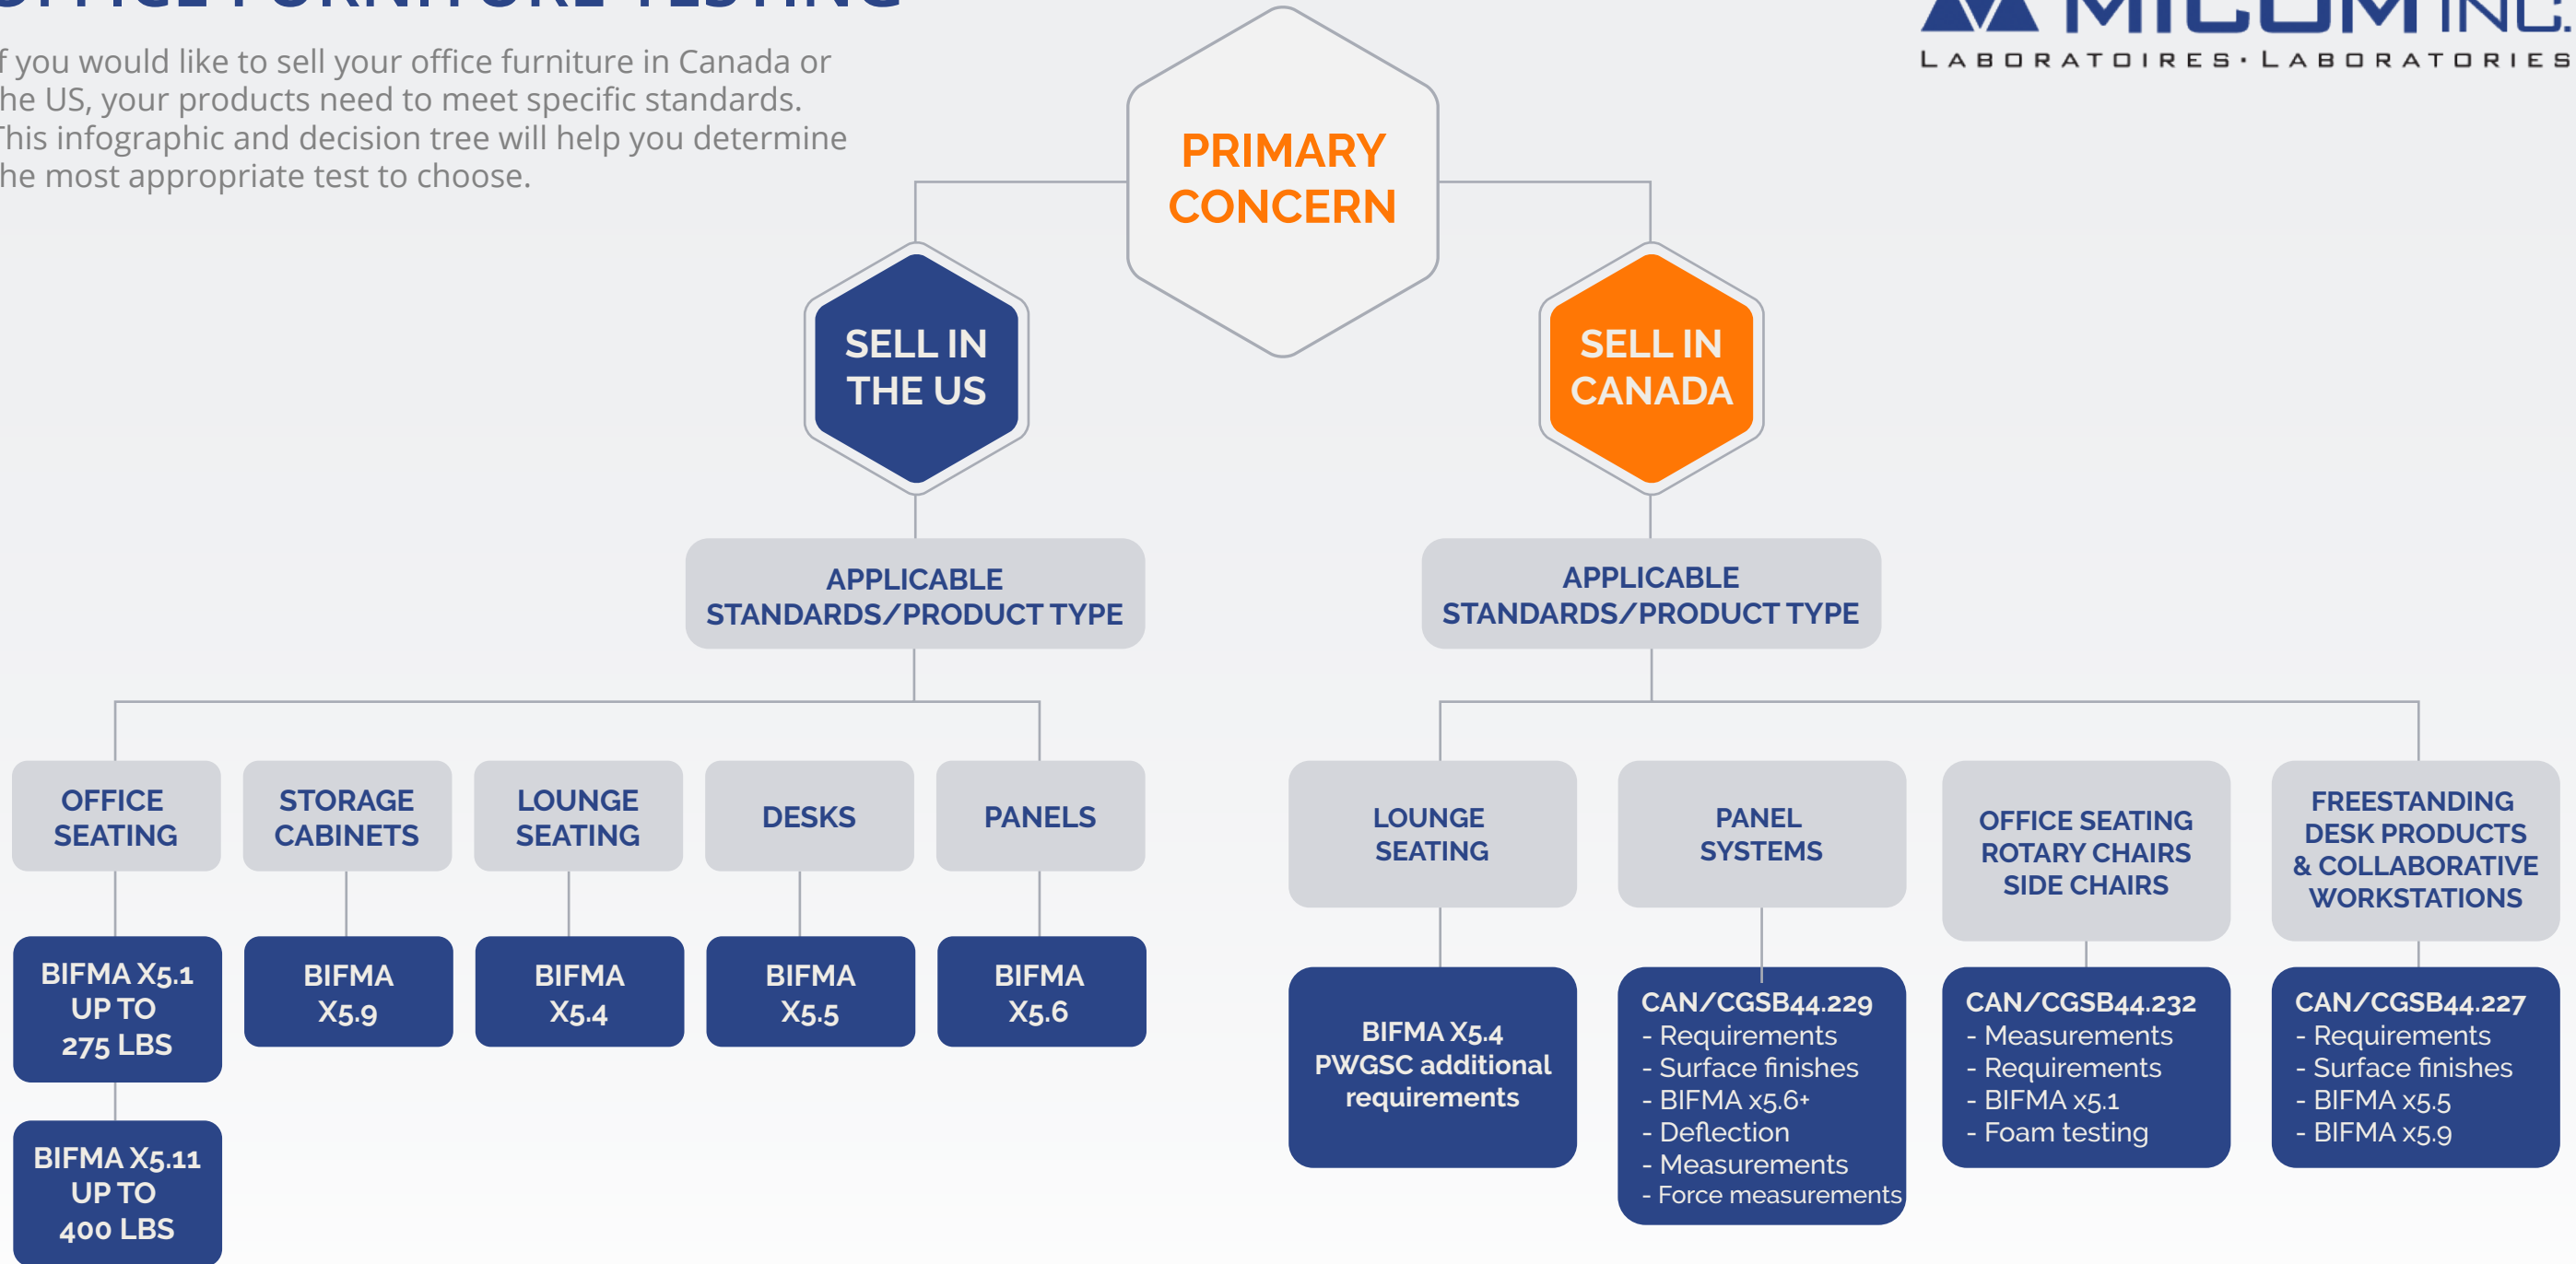 OFFICE FURNITURE TESTING
f you would like to sell your office furniture in Canada or
he US, your products need to meet specific standards.
This infographic and decision tree will help you determine
he most appropriate test to choose.
MICOM INC.
LABORATOIRES · LABORATORIES
PRIMARY
CONCERN
SELL IN
THE US
SELL IN
CANADA
APPLICABLE
STANDARDS/PRODUCT TYPE
APPLICABLE
STANDARDS/PRODUCT TYPE
OFFICE
SEATING
STORAGE
CABINETS
LOUNGE
SEATING
DESKS
PANELS
LOUNGE
SEATING
PANEL
SYSTEMS
OFFICE SEATING
ROTARY CHAIRS
SIDE CHAIRS
FREESTANDING
DESK PRODUCTS
& COLLABORATIVE
WORKSTATIONS
BIFMA X5.1
UP TO
275 LBS
BIFMA
X5.9
BIFMA
X5.4
BIFMA
X5.5
BIFMA
X5.6
BIFMA X5.11
UP TO
400 LBS
BIFMA X5.4
PWGSC additional
requirements
CAN/CGSB44.229
- Requirements
- Surface finishes
- BIFMA x5.6+
- Deflection
- Measurements
- Force measurements
CAN/CGSB44.232
- Measurements
- Requirements
- BIFMA x5.1
- Foam testing
CAN/CGSB44.227
- Requirements
- Surface finishes
- BIFMA x5.5
- BIFMA x5.9